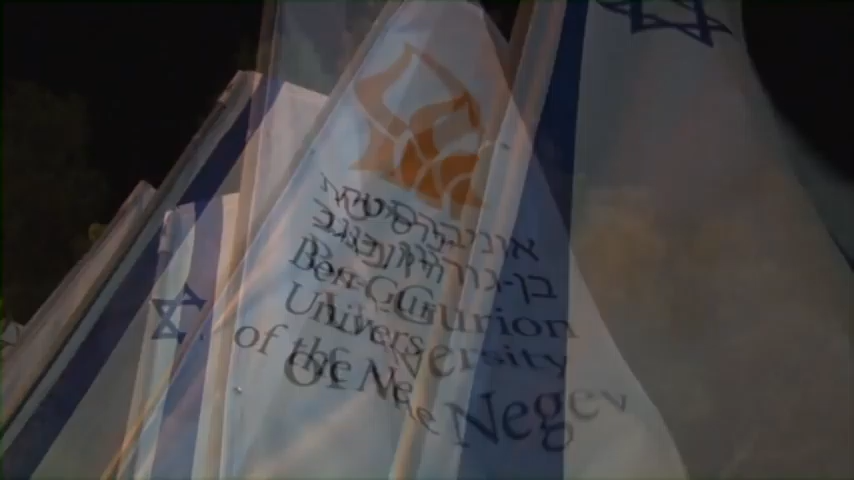 אוניברסיטת
בן-גוריון בנגב
Ben-Gurion
University
of the Negev